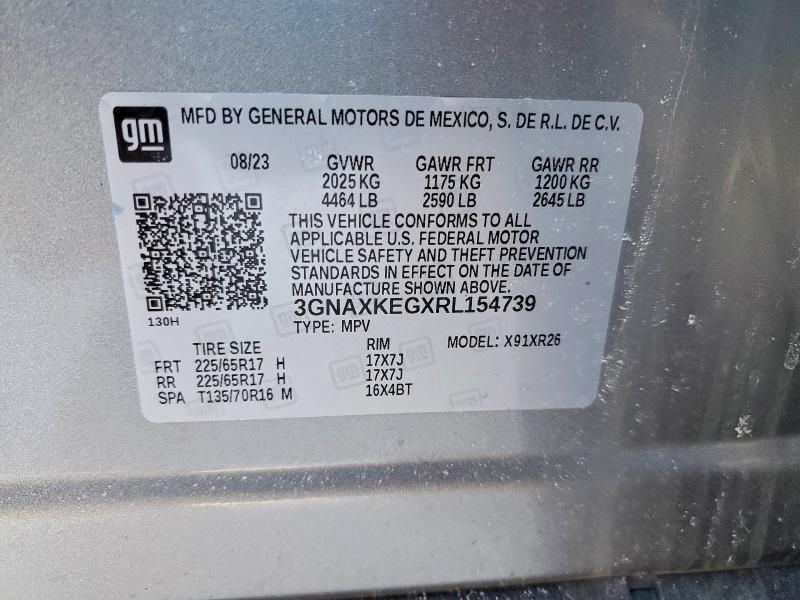 gm MFD BY GENERAL MOTORS DE MEXICO, S. DE R.L. DE C.V.
08/23 GVWR GAWR FRT GAWR RR
2025 KG 1175 KG 1200 KG
4464 LB 2590 LB 2645 LB
THIS VEHICLE CONFORMS TO ALL
APPLICABLE U.S. FEDERAL MOTOR
VEHICLE SAFETY AND THEFT PREVENTION
STANDARDS IN EFFECT ON THE DATE OF
MANUFACTURE SHOWN ABOVE.
3GNAXKEGXRL154739
130H
TYPE: MPV
TIRE SIZE RIM MODEL: X91XR26
FRT 225/65R17 H 17X7J
RR 225/65R17 H 17X7J
SPA T135/70R16 M 16X4BT